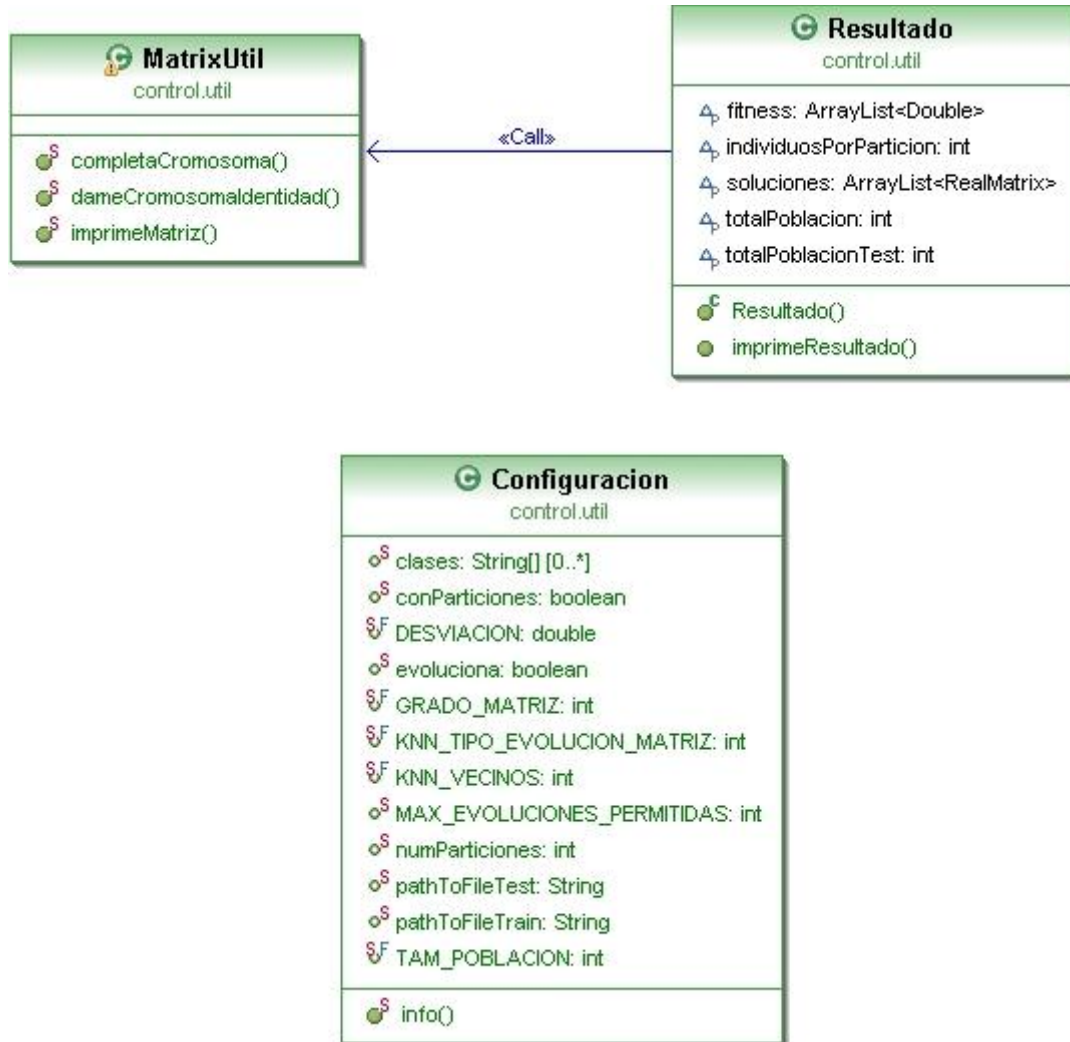 MatrixUtil
control.util
completaCromosoma()
dameCromosomaIdentidad()
imprimeMatriz()
«Call»
Resultado
control.util
fitness: ArrayList<Double>
individuosPorParticion: int
soluciones: ArrayList<RealMatrix>
totalPoblacion: int
totalPoblacionTest: int
Resultado()
imprimeResultado()
Configuracion
control.util
clases: String[] [0..*]
conParticiones: boolean
DESVIACION: double
evoluciona: boolean
GRADO_MATRIZ: int
KNN_TIPO_EVOLUCION_MATRIZ: int
KNN_VECINOS: int
MAX_EVOLUCIONES_PERMITIDAS: int
numParticiones: int
pathToFileTest: String
pathToFileTrain: String
TAM_POBLACION: int
info()